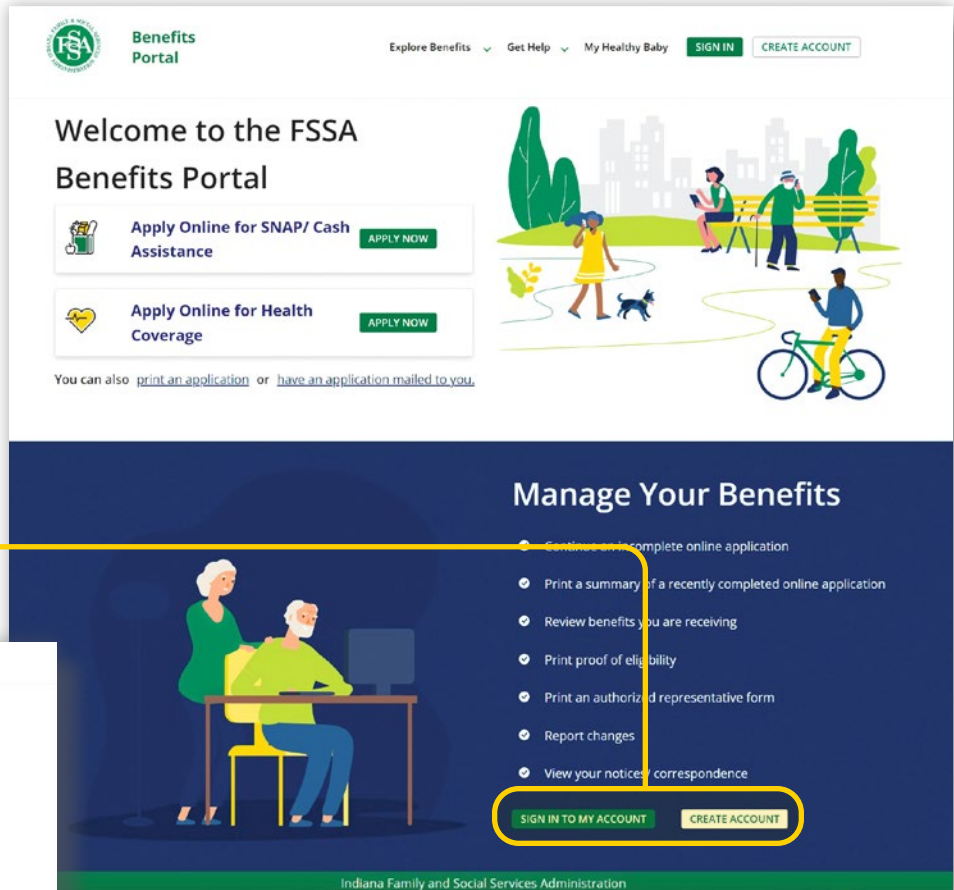 FSSA
Benefits
Portal
Explore Benefits Get Help My Healthy Baby SIGN IN CREATE ACCOUNT
Welcome to the FSSA
Benefits Portal
Apply Online for SNAP/ Cash
Assistance
APPLY NOW
Apply Online for Health
Coverage
APPLY NOW
You can also print an application or have an application mailed to you.
Manage Your Benefits
Continue an incomplete online application
Print a summary of a recently completed online application
Review benefits you are receiving
Print proof of eligibility
Print an authorized representative form
Report changes
View your notices/ correspondence
SIGN IN TO MY ACCOUNT CREATE ACCOUNT
Indiana Family and Social Services Administration